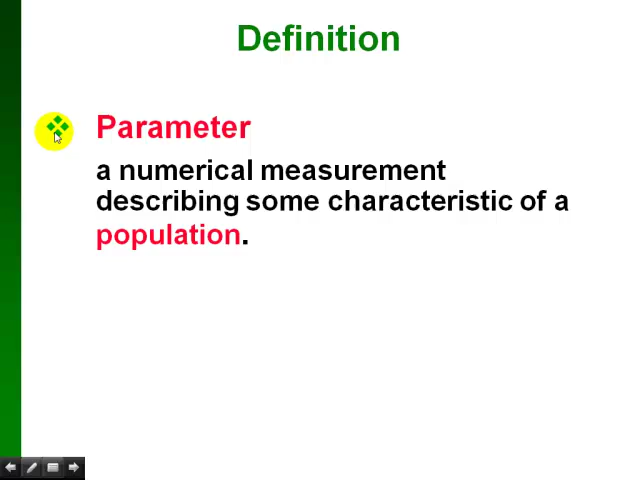 Definition
Parameter
a numerical measurement
describing some characteristic of a
population.